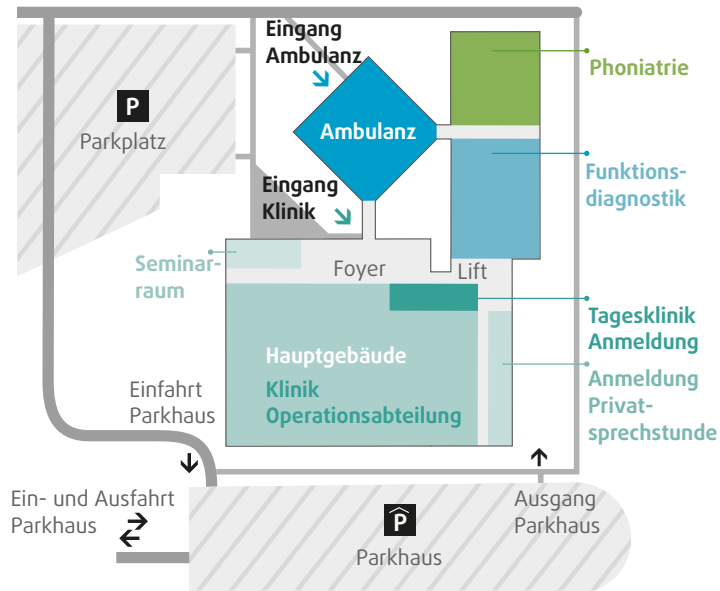 Eingang
Ambulanz
P
Parkplatz
Ambulanz
Phoniatrie
Funktions-
diagnostik
Eingang
Klinik
Seminar-
raum
Foyer
Lift
Tagesklinik
Anmeldung
Hauptgebäude
Klinik
Operationsabteilung
Anmeldung
Privat-
sprechstunde
Einfahrt
Parkhaus
Ein- und Ausfahrt
Parkhaus
P
Parkhaus
Ausgang
Parkhaus